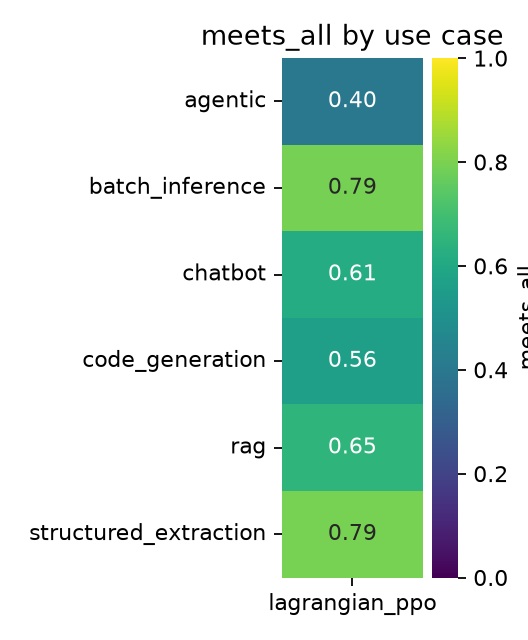 meets_all by use case
agentic
0.40
batch_inference
0.79
chatbot
0.61
code_generation
0.56
rag
0.65
structured_extraction
0.79
lagrangian_ppo
1.0
0.8
0.6
0.4
0.2
0.0
meets_all